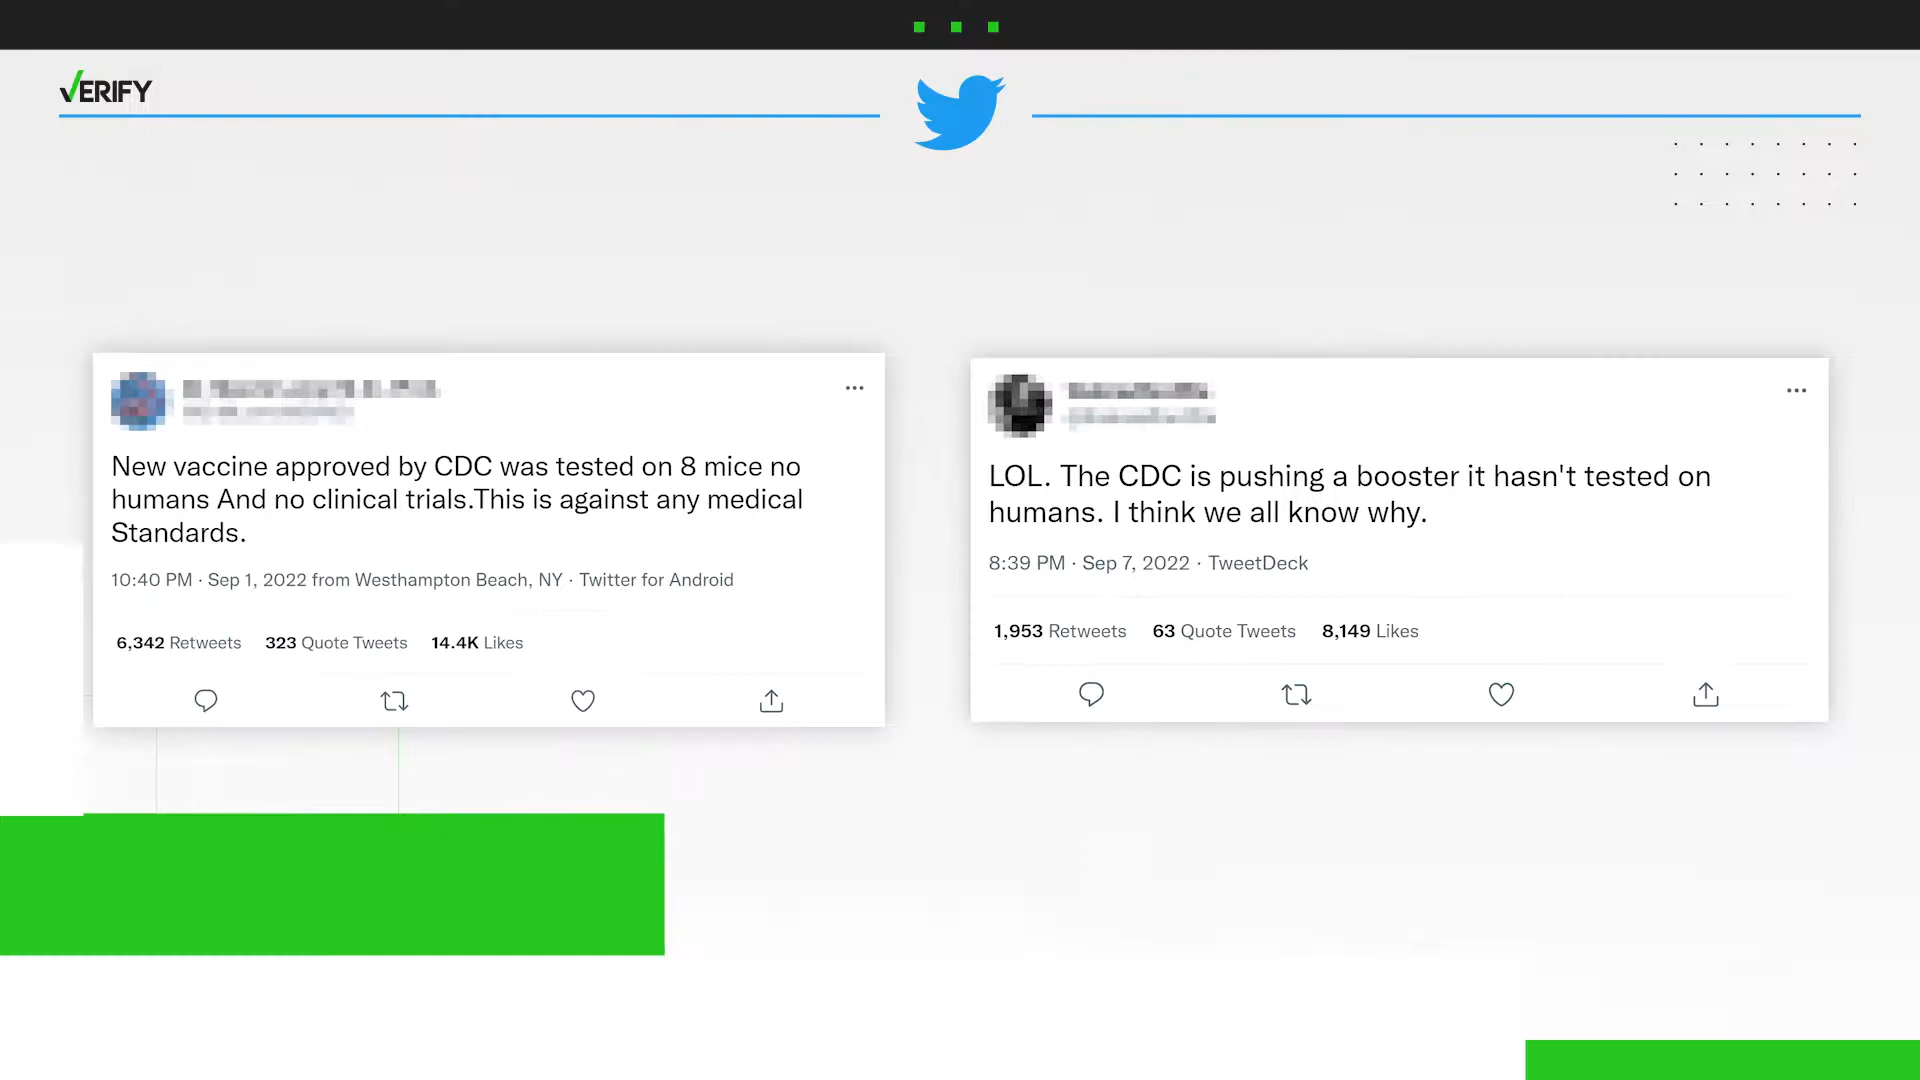 VERIFY
New vaccine approved by CDC was tested on 8 mice no
humans And no clinical trials.This is against any medical
Standards.
10:40 PM · Sep 1, 2022 from Westhampton Beach, NY · Twitter for Android
6,342 Retweets 323 Quote Tweets 14.4K Likes
LOL. The CDC is pushing a booster it hasn't tested on
humans. I think we all know why.
8:39 PM · Sep 7, 2022 · TweetDeck
1,953 Retweets 63 Quote Tweets 8,149 Likes